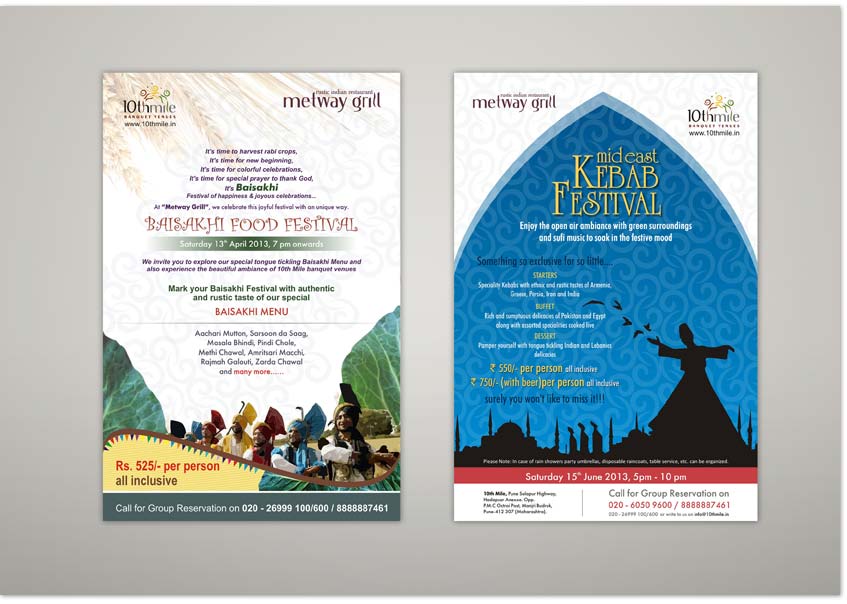 10thmile
BANQUET VENUES
www.10thmile.in
rustic indian restaurant
metway grill
It's time to harvest rabi crops,
It's time for new beginning,
It's time for colorful celebrations,
It's time for special prayer to thank God,
It's Baisakhi
Festival of happiness & joyous celebrations...
At "Metway Grill", we celebrate this joyful festival with an unique way.
BAISAKHI FOOD FESTIVAL
Saturday 13th April 2013, 7 pm onwards
We invite you to explore our special tongue tickling Baisakhi Menu and
also experience the beautiful ambiance of 10th Mile banquet venues
Mark your Baisakhi Festival with authentic
and rustic taste of our special
BAISAKHI MENU
Aachari Mutton, Sarsoon da Saag,
Masala Bhindi, Pindi Chole,
Methi Chawal, Amritsari Macchi,
Rajmah Galouti, Zarda Chawal
and many more......
Rs. 525/- per person
all inclusive
Call for Group Reservation on 020 - 26999 100/600 / 8888887461
rustic indian restaurant
metway grill
10thmile
BANQUET VENUES
www.10thmile.in
mid east
KEBAB
FESTIVAL
Enjoy the open air ambiance with green surroundings
and sufi music to soak in the festive mood
Something so exclusive for so little....
STARTERS
Speciality Kebabs with ethnic and rustic tastes of Armenia,
Greece, Persia, Iran and India
BUFFET
Rich and sumptuous delicacies of Pakistan and Egypt
along with assorted specialities cooked live
DESSERT
Pamper yourself with tongue tickling Indian and Lebanies
delicacies
₹ 550/- per person all inclusive
₹ 750/- (with beer)per person all inclusive
surely you won't like to miss it!!!
Please Note: In case of rain showers party umbrellas, disposable raincoats, table service, etc. can be organized.
Saturday 15th June 2013, 5pm - 10 pm
10th Mile, Pune Solapur Highway,
Hadapsar Annexe. Opp.
P.M.C Octroi Post, Manjri Budruk,
Pune-412 307 (Maharashtra).
Call for Group Reservation on
020 - 6050 9600 / 8888887461
020 - 26999 100/600 or write to us on info@10thmile.in